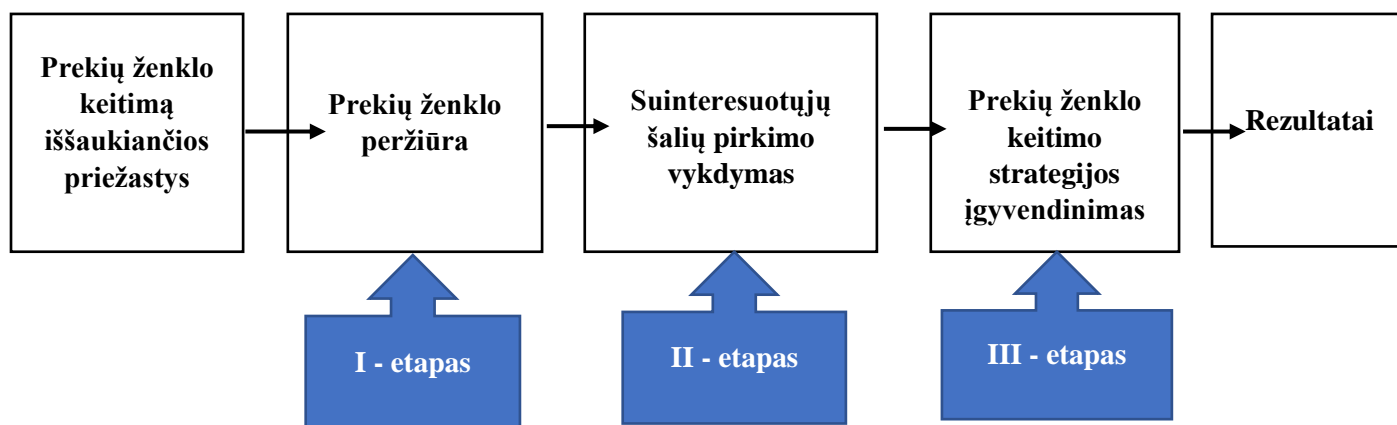 Prekių ženklo
keitimą
iššaukiančios
priežastys
Prekių ženklo
peržiūra
Suinteresuotųjų
šalių pirkimo
vykdymas
Prekių ženklo
keitimo
strategijos
įgyvendinimas
Rezultatai
I - etapas
II - etapas
III - etapas